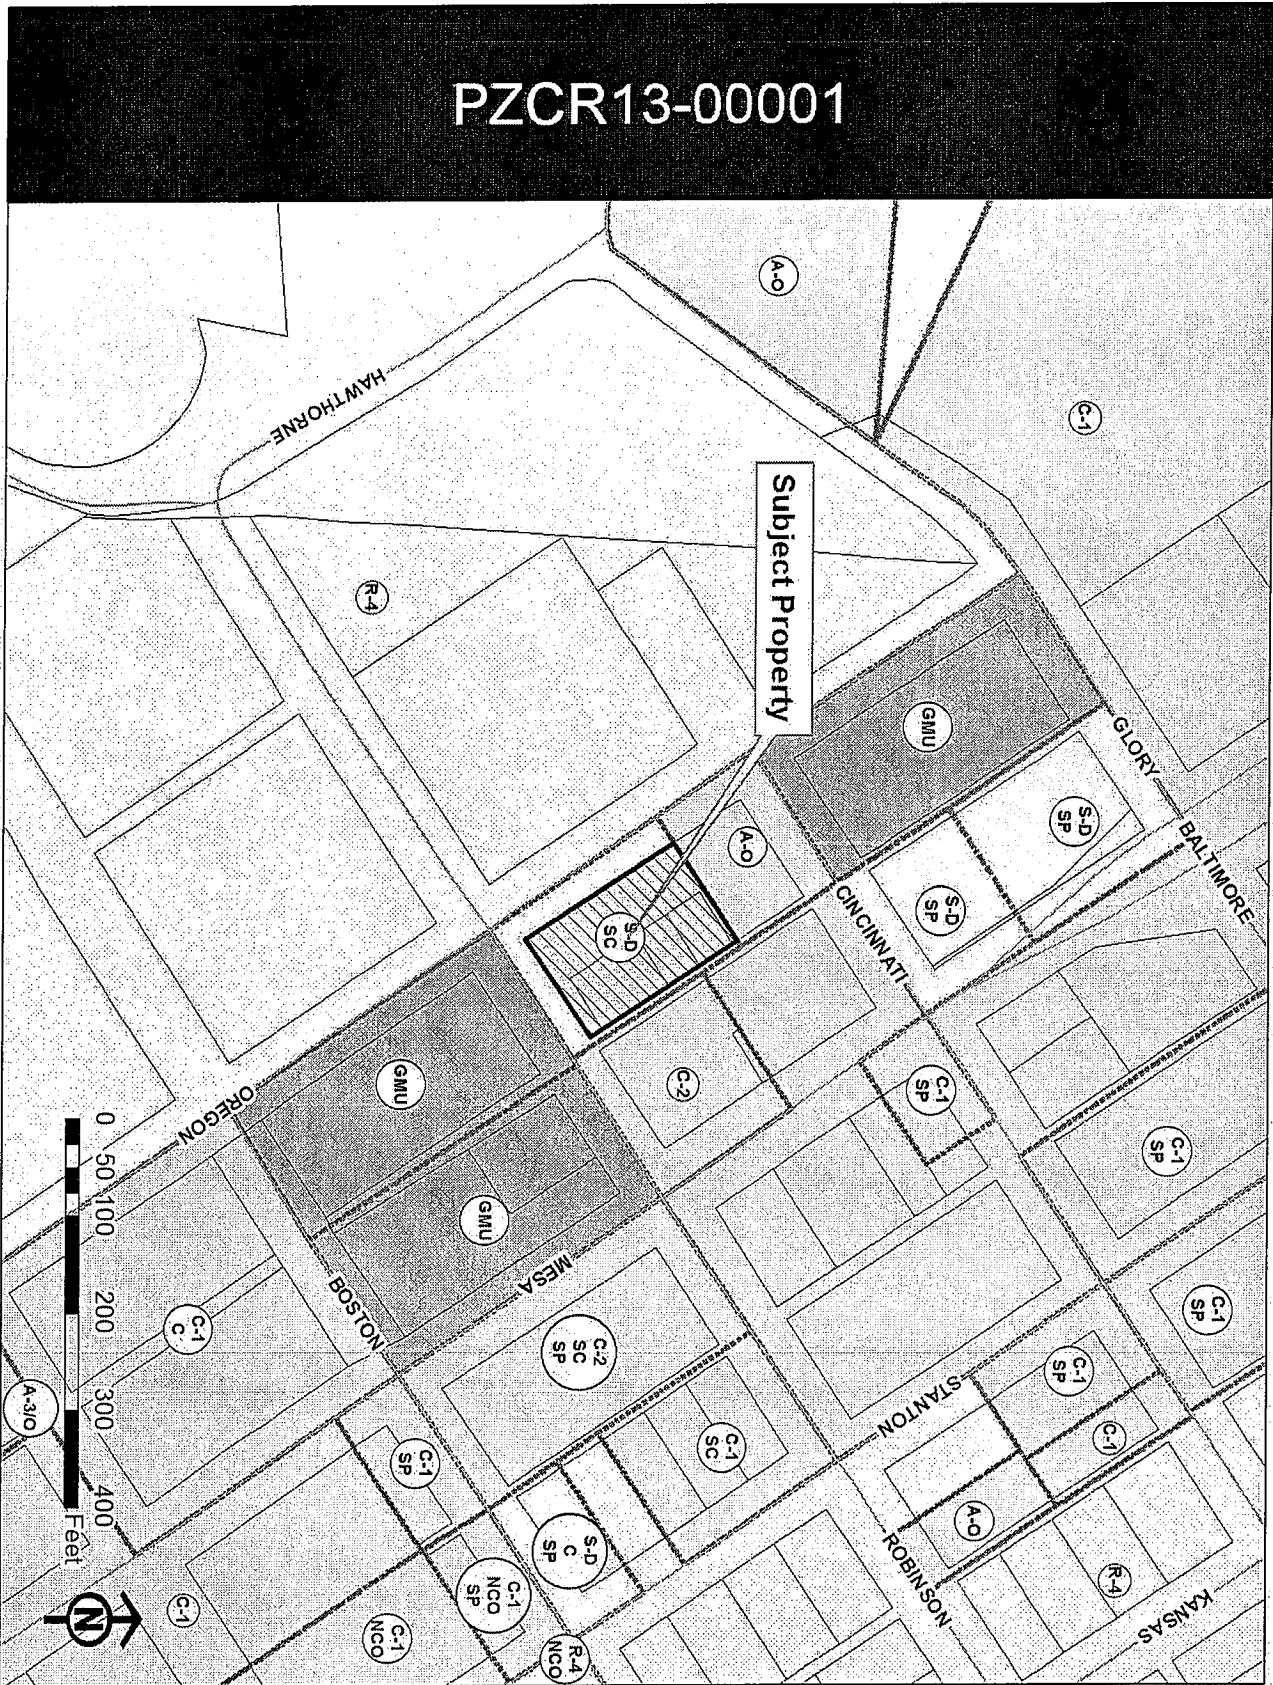 PZCR13-00001
A-O
C-1
HAWTHORNE
Subject Property
R-4
GMU
GLORY
S-D
SP
BALTIMORE
A-O
S-D
SP
CINCINNATI
S-D
SC
C-2
C-1
SP
C-1
SP
GMU
OREGON
GMU
MESA
BOSTON
C-1
C
C-2
SC
SP
C-1
SP
STANTON
C-1
SP
C-1
SC
C-1
A-3/O
C-1
SP
A-O
ROBINSON
R-4
KANSAS
S-D
C
SP
C-1
NCO
SP
C-1
C-1
NCO
R-4
NCO
0 50 100 200 300 400
Feet
N